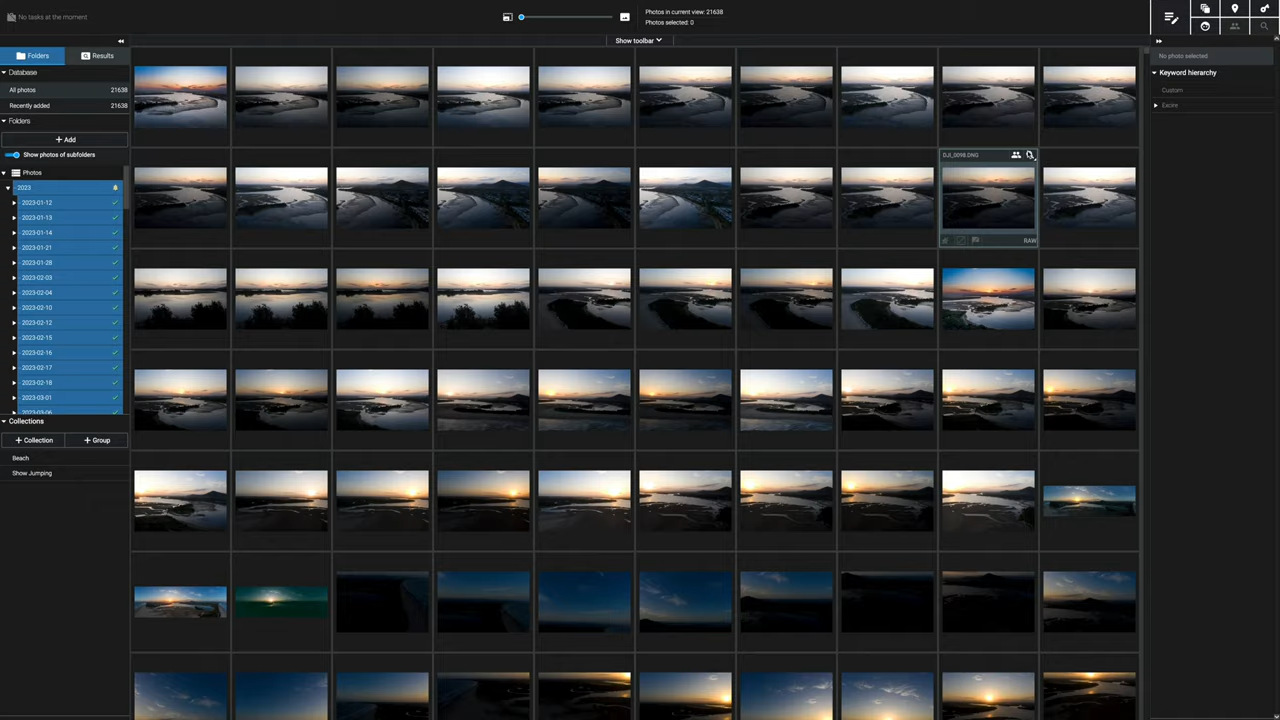 No tasks at the moment
Photos in current view: 21638
Photos selected: 0
Show toolbar
Folders
Results
Database
All photos 21638
Recently added 21638
Folders
+ Add
Show photos of subfolders
Photos
2023
2023-01-12
2023-01-13
2023-01-14
2023-01-21
2023-01-28
2023-02-03
2023-02-04
2023-02-10
2023-02-12
2023-02-15
2023-02-16
2023-02-17
2023-02-18
2023-03-01
2023-03-06
Collections
+ Collection
+ Group
Beach
Show Jumping
DJI_0098.DNG
RAW
No photo selected
Keyword hierarchy
Custom
Excire